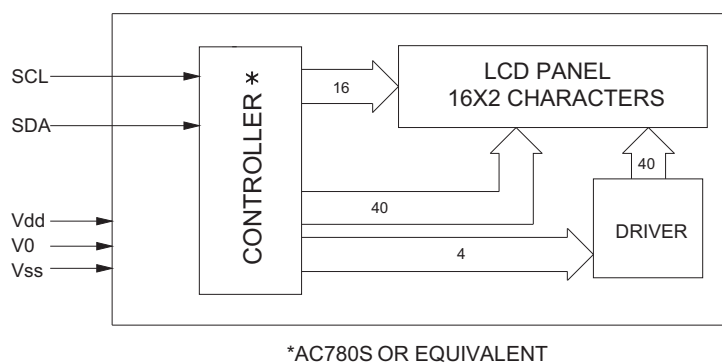 SCL
SDA
Vdd
V0
Vss
CONTROLLER *
16
40
4
LCD PANEL
16X2 CHARACTERS
40
DRIVER
*AC780S OR EQUIVALENT